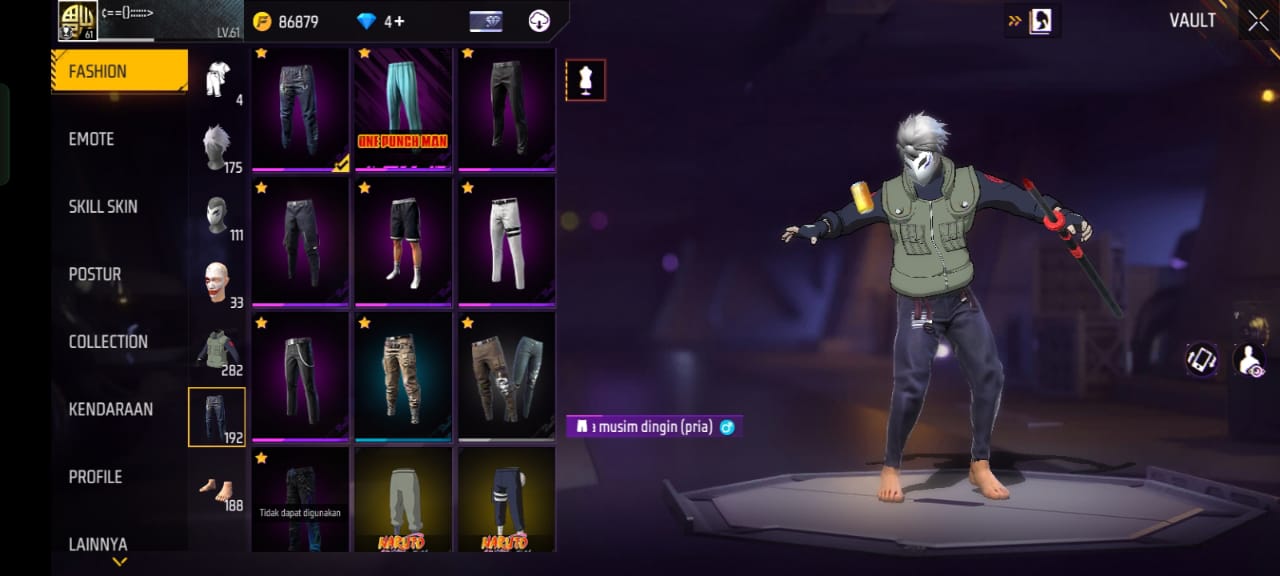 ¢==():::::>
61
LV.61
86879
4+
VAULT
FASHION
EMOTE
SKILL SKIN
POSTUR
COLLECTION
KENDARAAN
PROFILE
LAINNYA
4
175
111
33
282
192
188
ONE PUNCH MAN
Tidak dapat digunakan
NARUTO
NARUTO
a musim dingin (pria)